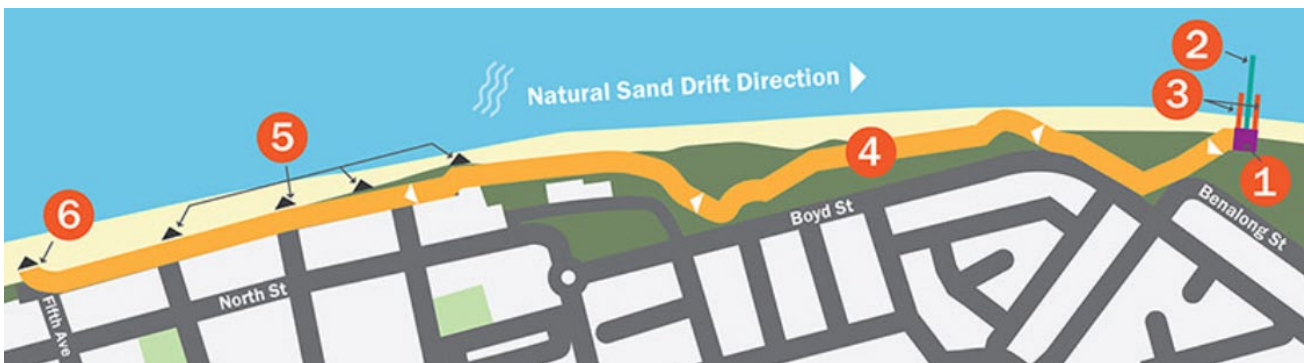 2
Natural Sand Drift Direction
3
5
4
1
6
Boyd St
Benalong St
North St
Fifth Ave